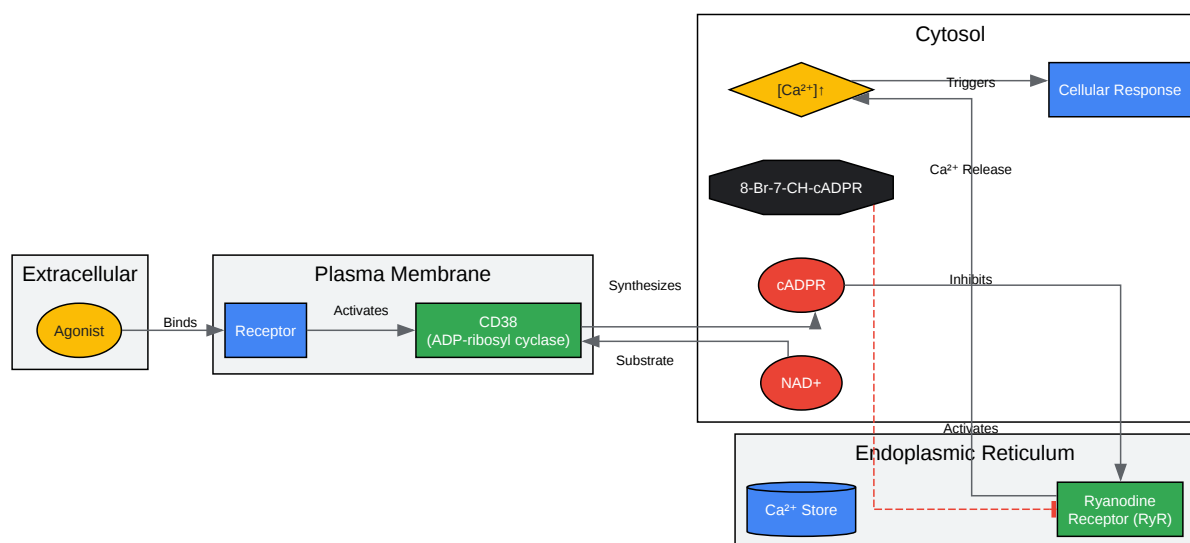 Cytosol
[Ca²⁺]↑
Triggers
Cellular Response
Ca²⁺ Release
8-Br-7-CH-cADPR
Extracellular
Agonist
Binds
Plasma Membrane
Receptor
Activates
CD38
(ADP-ribosyl cyclase)
Synthesizes
Substrate
cADPR
Inhibits
NAD+
Activates
Endoplasmic Reticulum
Ca²⁺ Store
Ryanodine
Receptor (RyR)